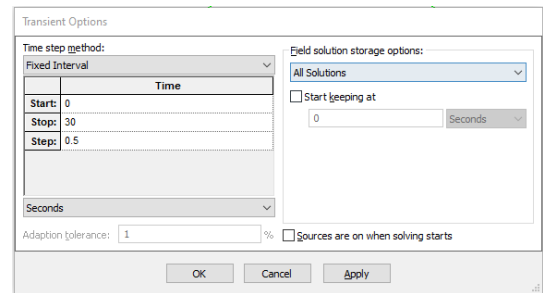 Transient Options
Time step method:
Fixed Interval
Time
Start: 0
Stop: 30
Step: 0.5
Seconds
Adaption tolerance: 1 %
Field solution storage options:
All Solutions
Start keeping at
0 Seconds
Sources are on when solving starts
OK Cancel Apply